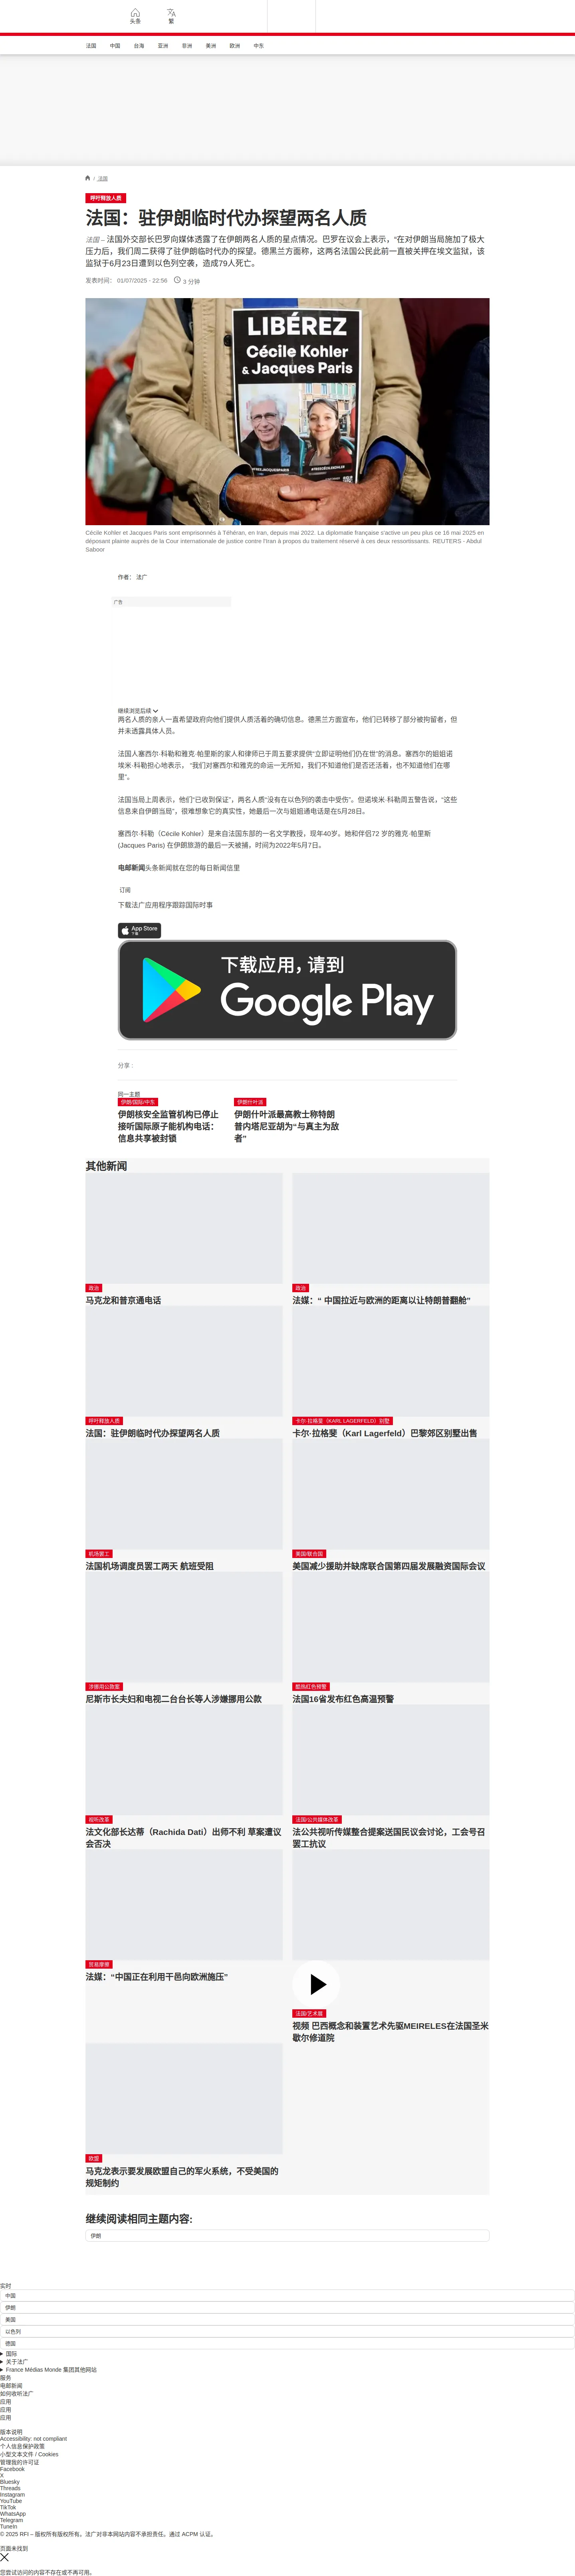 头条
繁
法国
中国
台海
亚洲
非洲
美洲
欧洲
中东
/ 法国
呼吁释放人质
法国：驻伊朗临时代办探望两名人质
法国 – 法国外交部长巴罗向媒体透露了在伊朗两名人质的星点情况。巴罗在议会上表示，“在对伊朗当局施加了极大
压力后，我们周二获得了驻伊朗临时代办的探望。德黑兰方面称，这两名法国公民此前一直被关押在埃文监狱，该
监狱于6月23日遭到以色列空袭，造成79人死亡。
发表时间： 01/07/2025 - 22:56
3 分钟
LIBÉREZ
Cécile Kohler
& Jacques Paris
Cécile Kohler et Jacques Paris sont emprisonnés à Téhéran, en Iran, depuis mai 2022. La diplomatie française s'active un peu plus ce 16 mai 2025 en
déposant plainte auprès de la Cour internationale de justice contre l'Iran à propos du traitement réservé à ces deux ressortissants. REUTERS - Abdul
Saboor
作者： 法广
广告
继续浏览后续
两名人质的亲人一直希望政府向他们提供人质活着的确切信息。德黑兰方面宣布，他们已转移了部分被拘留者，但
并未透露具体人员。
法国人塞西尔·科勒和雅克·帕里斯的家人和律师已于周五要求提供“立即证明他们仍在世”的消息。塞西尔的姐姐诺
埃米·科勒担心地表示， “我们对塞西尔和雅克的命运一无所知，我们不知道他们是否还活着，也不知道他们在哪
里”。
法国当局上周表示，他们“已收到保证”，两名人质“没有在以色列的袭击中受伤”。但诺埃米·科勒周五警告说，“这些
信息来自伊朗当局”，很难想象它的真实性，她最后一次与姐姐通电话是在5月28日。
塞西尔·科勒（Cécile Kohler）是来自法国东部的一名文学教授，现年40岁。她和伴侣72 岁的雅克·帕里斯
(Jacques Paris) 在伊朗旅游的最后一天被捕，时间为2022年5月7日。
电邮新闻头条新闻就在您的每日新闻信里
订阅
下载法广应用程序跟踪国际时事
App Store
下载
下载应用，请到
Google Play
分享 :
同一主题
伊朗/国际/中东
伊朗核安全监管机构已停止
接听国际原子能机构电话：
信息共享被封锁
伊朗什叶派
伊朗什叶派最高教士称特朗
普内塔尼亚胡为“与真主为敌
者”
其他新闻
政治
马克龙和普京通电话
政治
法媒：“ 中国拉近与欧洲的距离以让特朗普翻舱”
呼吁释放人质
法国：驻伊朗临时代办探望两名人质
卡尔·拉格斐（KARL LAGERFELD）别墅
卡尔·拉格斐（Karl Lagerfeld）巴黎郊区别墅出售
机场罢工
法国机场调度员罢工两天 航班受阻
美国/联合国
美国减少援助并缺席联合国第四届发展融资国际会议
涉挪用公款案
尼斯市长夫妇和电视二台台长等人涉嫌挪用公款
酷热红色预警
法国16省发布红色高温预警
视听改革
法文化部长达蒂（Rachida Dati）出师不利 草案遭议
会否决
法国/公共媒体改革
法公共视听传媒整合提案送国民议会讨论，工会号召
罢工抗议
贸易摩擦
法媒：“中国正在利用干邑向欧洲施压”
法国/艺术展
视频 巴西概念和装置艺术先驱MEIRELES在法国圣米
歇尔修道院
欧盟
马克龙表示要发展欧盟自己的军火系统，不受美国的
规矩制约
继续阅读相同主题内容:
伊朗
实时
中国
伊朗
美国
以色列
德国
国际
关于法广
France Médias Monde 集团其他网站
服务
电邮新闻
如何收听法广
应用
应用
应用
版本说明
Accessibility: not compliant
个人信息保护政策
小型文本文件 / Cookies
管理我的许可证
Facebook
X
Bluesky
Threads
Instagram
YouTube
TikTok
WhatsApp
Telegram
TuneIn
© 2025 RFI – 版权所有版权所有。法广对非本网站内容不承担责任。通过 ACPM 认证。
页面未找到
您尝试访问的内容不存在或不再可用。